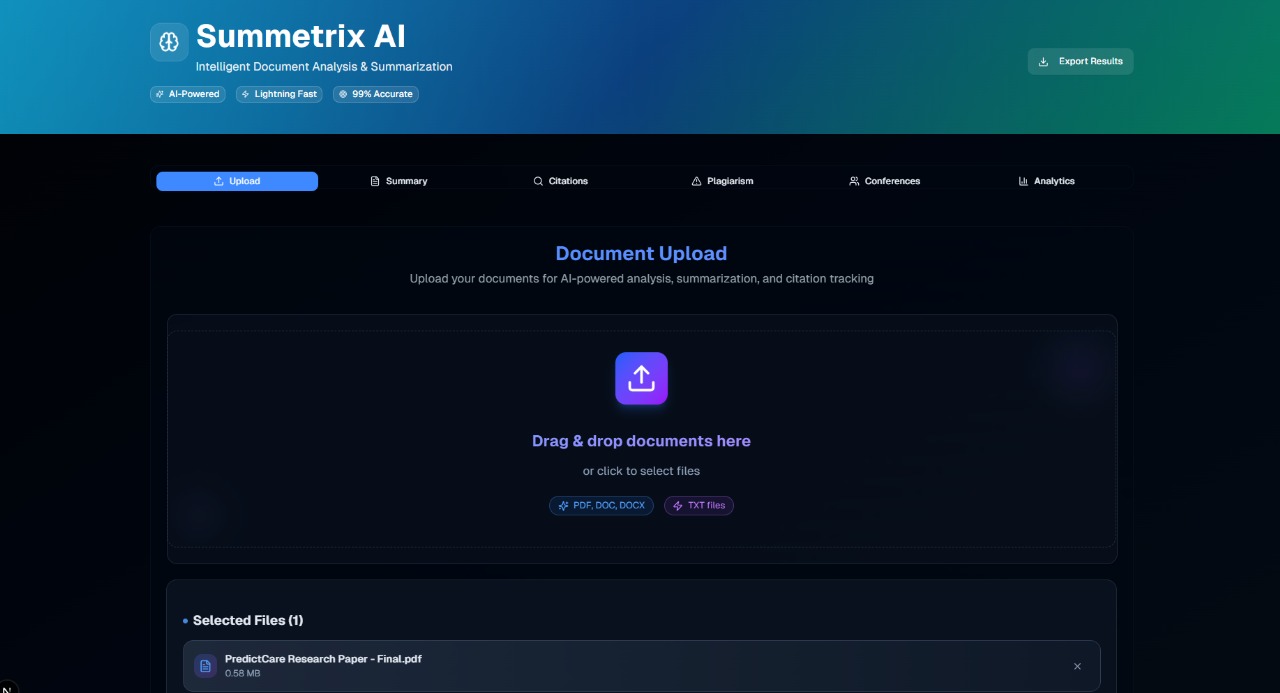 Summetrix AI
Intelligent Document Analysis & Summarization
AI-Powered
Lightning Fast
99% Accurate
Export Results
Upload
Summary
Citations
Plagiarism
Conferences
Analytics
Document Upload
Upload your documents for AI-powered analysis, summarization, and citation tracking
Drag & drop documents here
or click to select files
PDF, DOC, DOCX
TXT files
Selected Files (1)
PredictCare Research Paper - Final.pdf
0.58 MB